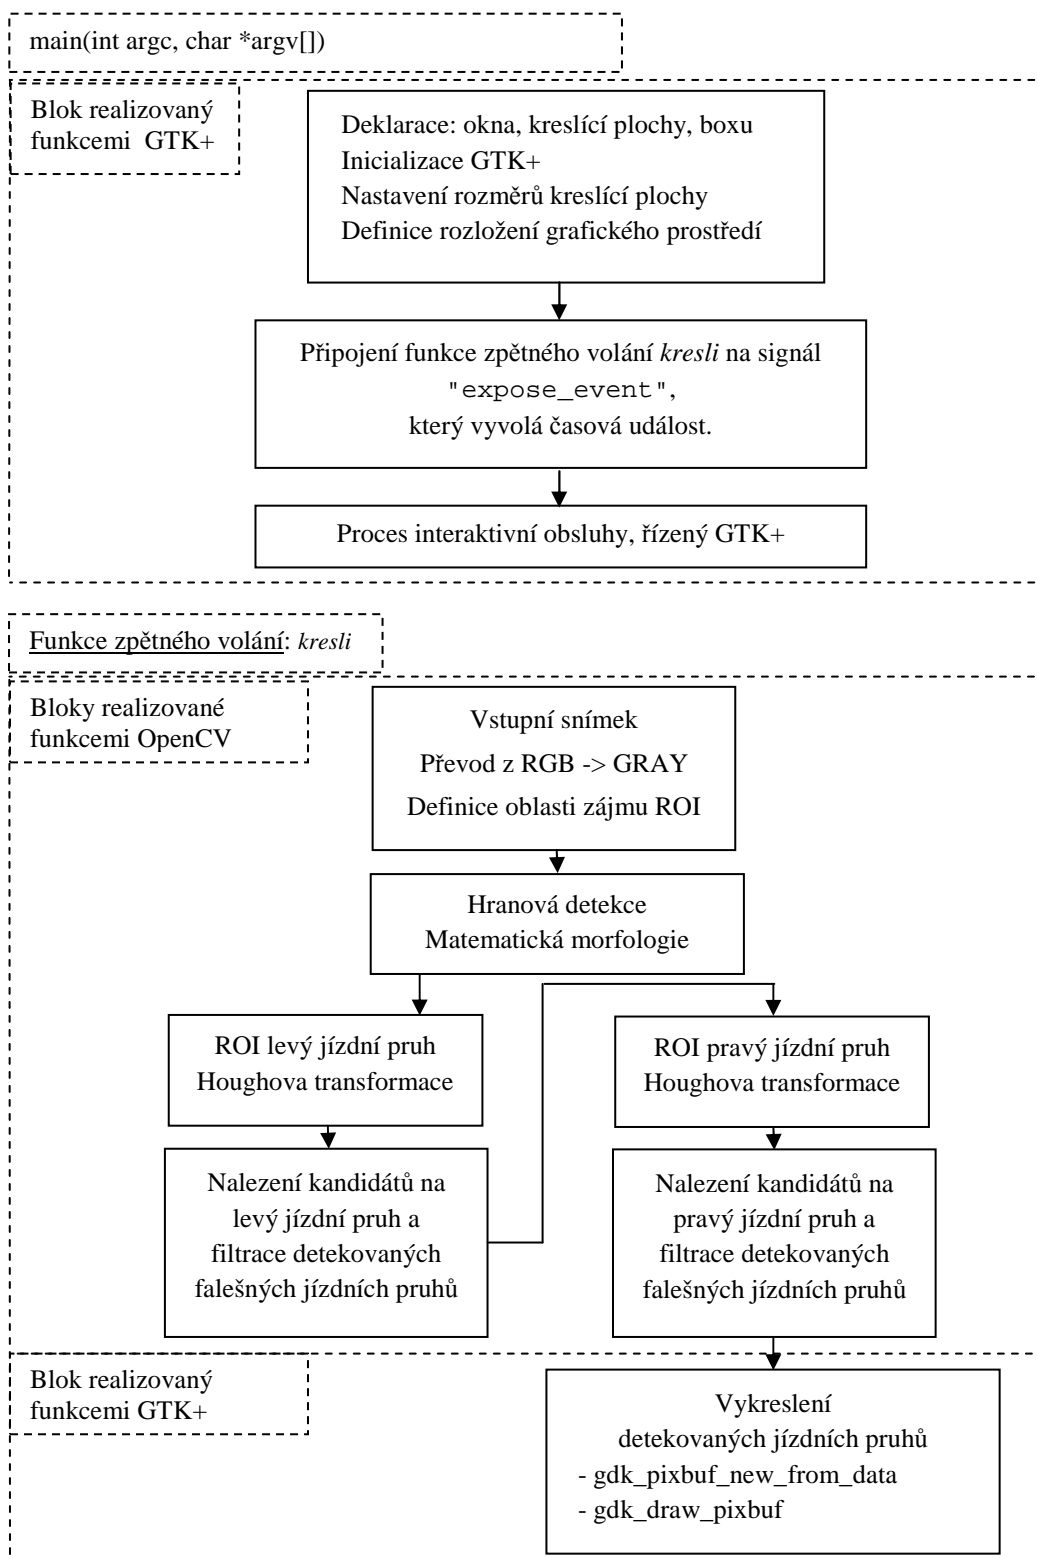 main(int argc, char *argv[])
Blok realizovaný
funkcemi GTK+
Deklarace: okna, kreslící plochy, boxu
Inicializace GTK+
Nastavení rozměrů kreslící plochy
Definice rozložení grafického prostředí
Připojení funkce zpětného volání kresli na signál
"expose_event",
který vyvolá časová událost.
Proces interaktivní obsluhy, řízený GTK+
Funkce zpětného volání: kresli
Bloky realizované
funkcemi OpenCV
Vstupní snímek
Převod z RGB -> GRAY
Definice oblasti zájmu ROI
Hranová detekce
Matematická morfologie
ROI levý jízdní pruh
Houghova transformace
Nalezení kandidátů na
levý jízdní pruh a
filtrace detekovaných
falešných jízdních pruhů
ROI pravý jízdní pruh
Houghova transformace
Nalezení kandidátů na
pravý jízdní pruh a
filtrace detekovaných
falešných jízdních pruhů
Blok realizovaný
funkcemi GTK+
Vykreslení
detekovaných jízdních pruhů
- gdk_pixbuf_new_from_data
- gdk_draw_pixbuf